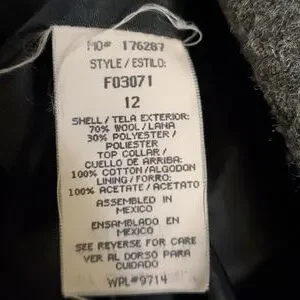 MO# 176287
STYLE / ESTILO:
F03071
12
SHELL / TELA EXTERIOR:
70% WOOL / LANA
30% POLYESTER /
POLIESTER
TOP COLLAR /
CUELLO DE ARRIBA:
100% COTTON/ALGODON
LINING / FORRO:
100% ACETATE / ACETATO
ASSEMBLED IN
MEXICO
ENSAMBLADO EN
MEXICO
SEE REVERSE FOR CARE
VER AL DORSO PARA
CUIDADO
WPL#9714